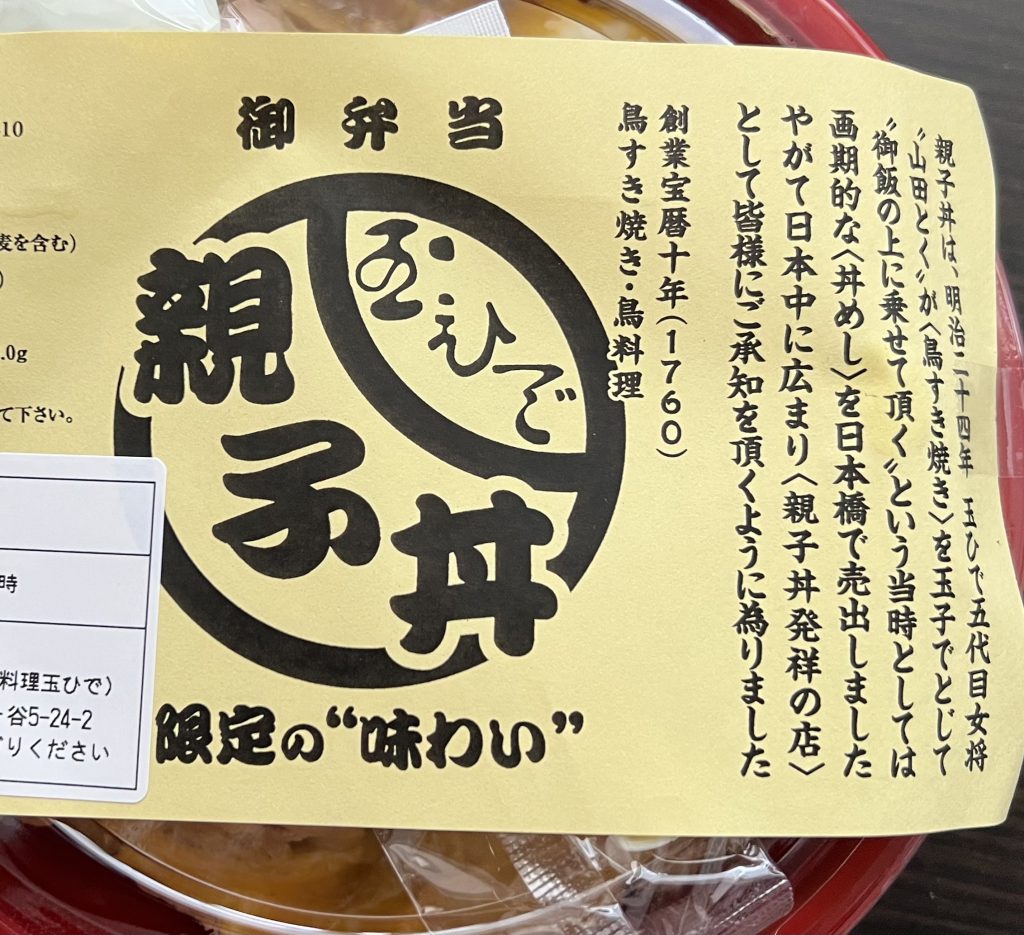 御弁当
玉ひで
親子丼
限定の“味わい”
親子丼は、明治二十四年 玉ひで五代目女将
〝山田とく〟が〈鳥すき焼き〉を玉子でとじて
〝御飯の上に乗せて頂く〟という当時としては
画期的な〈丼めし〉を日本橋で売出しました
やがて日本中に広まり〈親子丼発祥の店〉
として皆様にご承知を頂くように為りました
創業宝暦十年(1760)
鳥すき焼き・鳥料理
10
麦を含む)
)
.0g
て下さい。
時
料理玉ひで)
谷5-24-2
りください